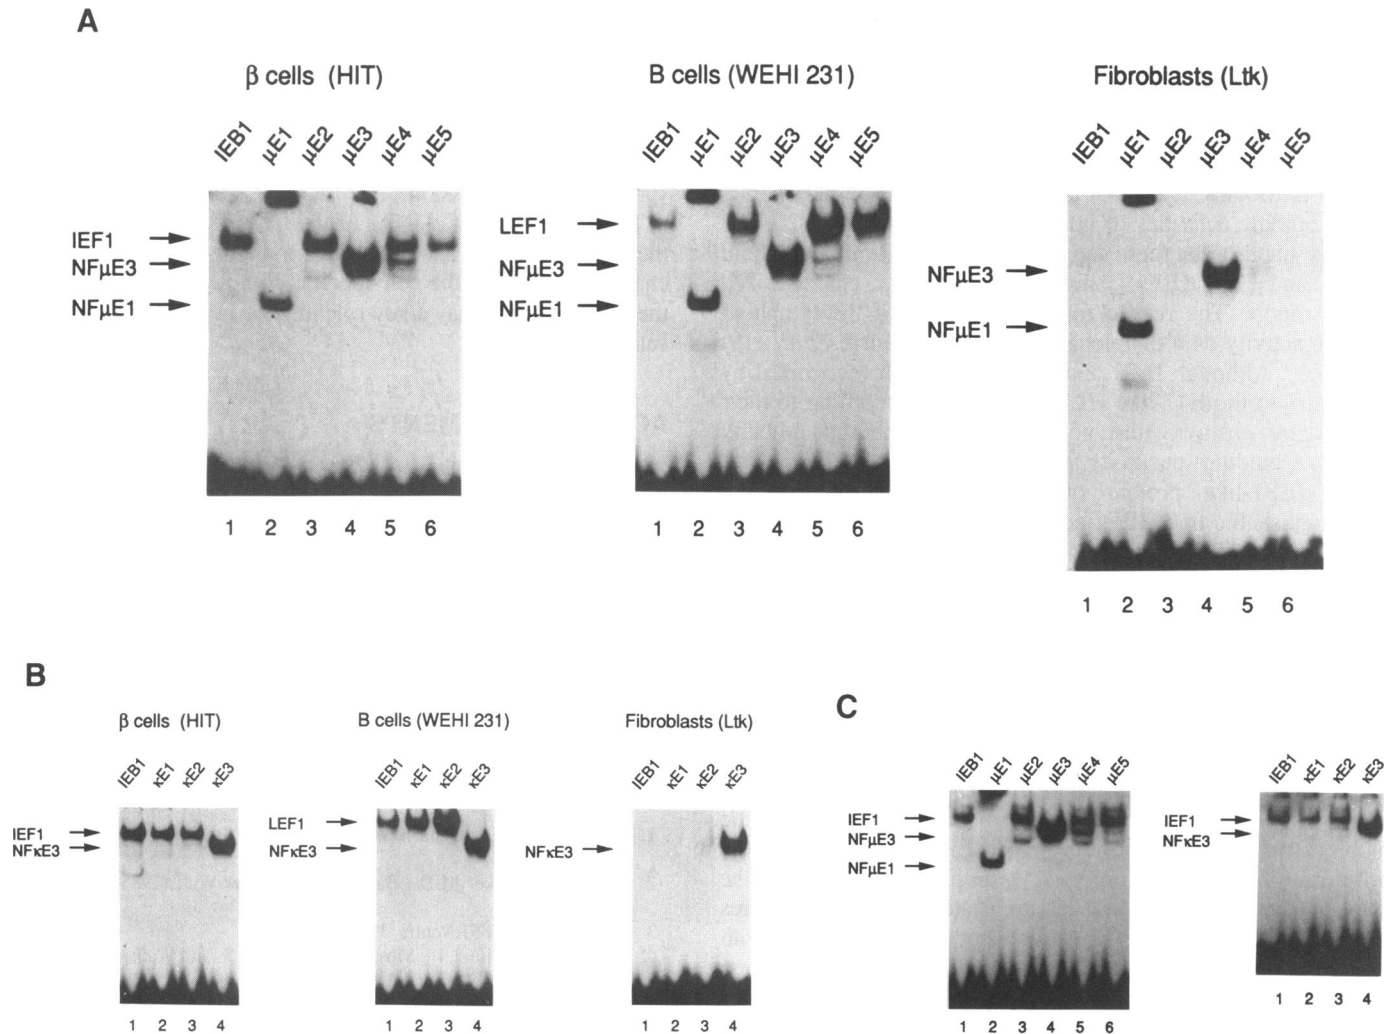 A
β cells (HIT)
IEB1 μE1 μE2 μE3 μE4 μE5
IEF1
NFμE3
NFμE1
1 2 3 4 5 6
B cells (WEHI 231)
IEB1 μE1 μE2 μE3 μE4 μE5
LEF1
NFμE3
NFμE1
1 2 3 4 5 6
Fibroblasts (Ltk)
IEB1 μE1 μE2 μE3 μE4 μE5
NFμE3
NFμE1
1 2 3 4 5 6
B
β cells (HIT)
IEB1 κE1 κE2 κE3
IEF1
NFκE3
1 2 3 4
B cells (WEHI 231)
IEB1 κE1 κE2 κE3
LEF1
NFκE3
1 2 3 4
Fibroblasts (Ltk)
IEB1 κE1 κE2 κE3
NFκE3
1 2 3 4
C
IEB1 μE1 μE2 μE3 μE4 μE5
IEF1
NFμE3
NFμE1
1 2 3 4 5 6
IEB1 κE1 κE2 κE3
IEF1
NFκE3
1 2 3 4